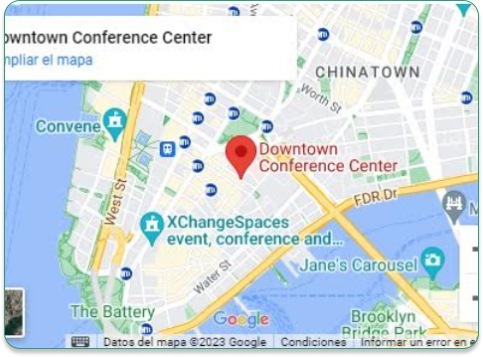 owntown Conference Center
mpliar el mapa
CHINATOWN
Worth St
Convene
Downtown
Conference Center
West St
FDR Dr
M
XChangeSpaces
event, conference and...
Water St
Jane's Carousel
The Battery
Google
Brooklyn
Bridge Park
Datos del mapa ©2023 Google
Condiciones
Informar un error en e